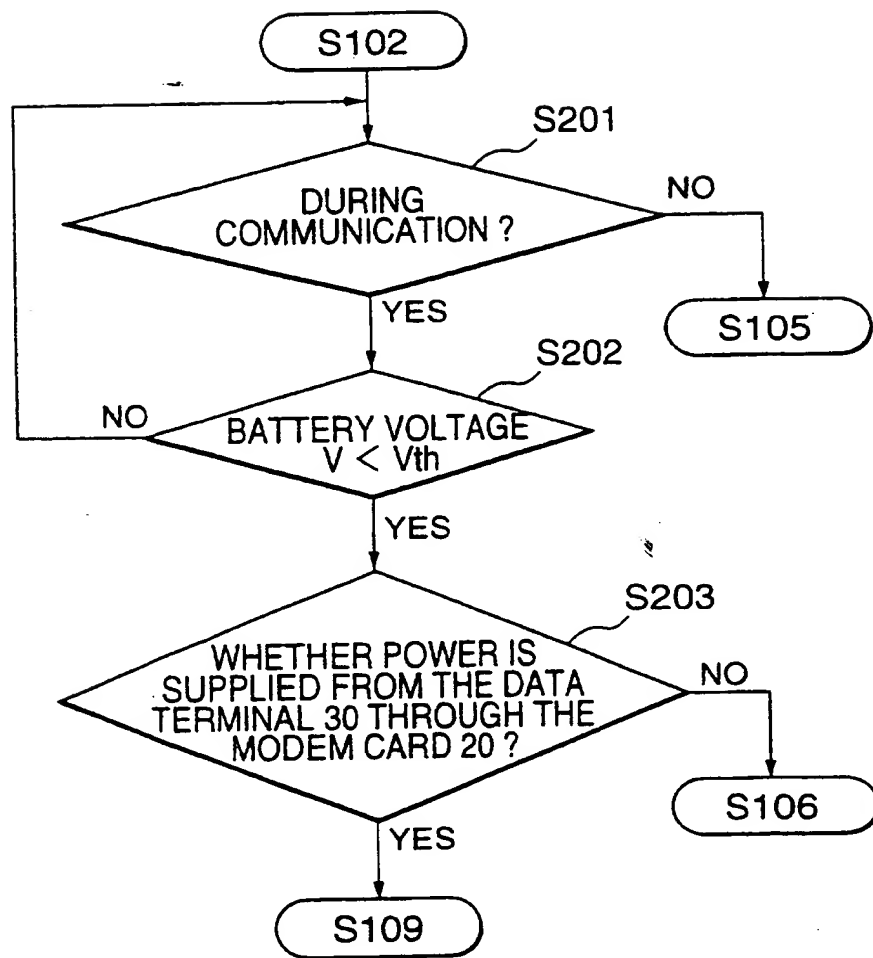 S102
S201
DURING
COMMUNICATION ?
NO
YES
S105
S202
NO
BATTERY VOLTAGE
V < Vth
YES
S203
WHETHER POWER IS
SUPPLIED FROM THE DATA
TERMINAL 30 THROUGH THE
MODEM CARD 20 ?
NO
S106
YES
S109